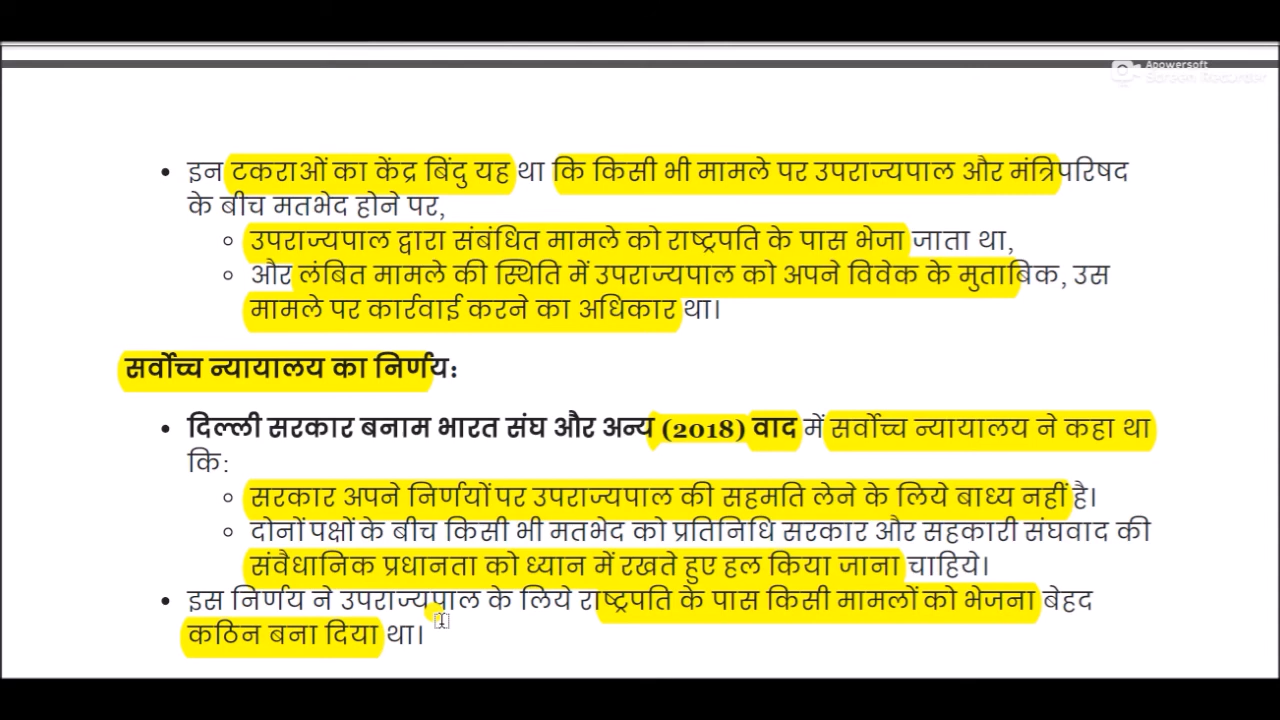 Apowersoft
Screen Recorder
• इन टकराओं का केंद्र बिंदु यह था कि किसी भी मामले पर उपराज्यपाल और मंत्रिपरिषद
के बीच मतभेद होने पर,
○ उपराज्यपाल द्वारा संबंधित मामले को राष्ट्रपति के पास भेजा जाता था,
○ और लंबित मामले की स्थिति में उपराज्यपाल को अपने विवेक के मुताबिक, उस
मामले पर कार्रवाई करने का अधिकार था।
सर्वोच्च न्यायालय का निर्णय:
• दिल्ली सरकार बनाम भारत संघ और अन्य (2018) वाद में सर्वोच्च न्यायालय ने कहा था
कि:
○ सरकार अपने निर्णयों पर उपराज्यपाल की सहमति लेने के लिये बाध्य नहीं है।
○ दोनों पक्षों के बीच किसी भी मतभेद को प्रतिनिधि सरकार और सहकारी संघवाद की
संवैधानिक प्रधानता को ध्यान में रखते हुए हल किया जाना चाहिये।
• इस निर्णय ने उपराज्यपाल के लिये राष्ट्रपति के पास किसी मामलों को भेजना बेहद
कठिन बना दिया था।